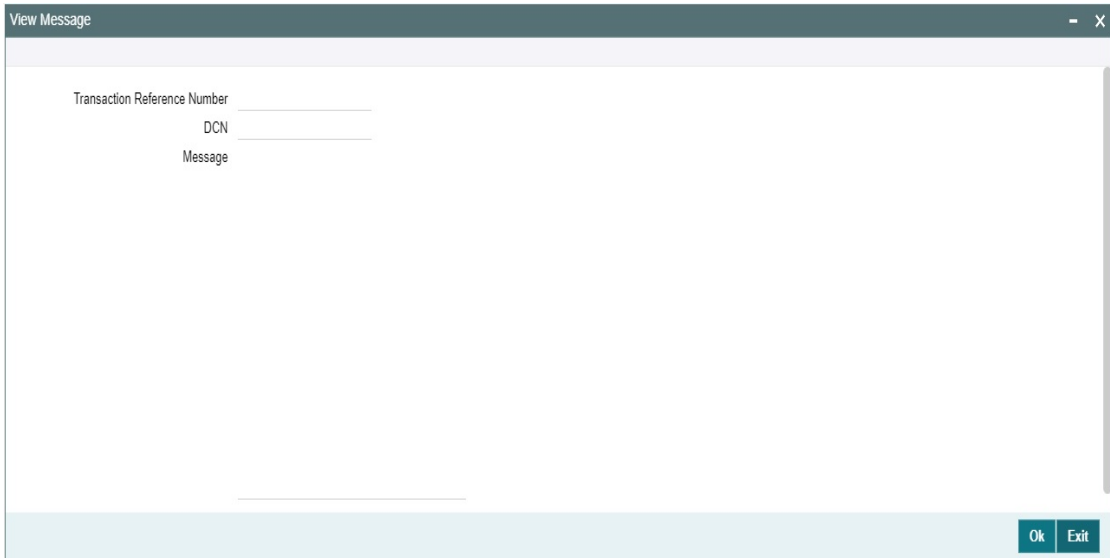 View Message
Transaction Reference Number
DCN
Message
Ok Exit